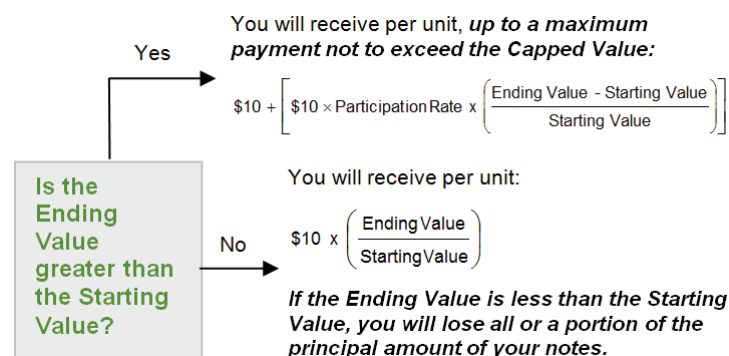 You will receive per unit, up to a maximum
payment not to exceed the Capped Value:
Yes
$10 + [ $10 × Participation Rate x ( Ending Value - Starting Value
Starting Value ) ]
Is the
Ending
Value
greater than
the Starting
Value?
No
You will receive per unit:
$10 x ( Ending Value
Starting Value )
If the Ending Value is less than the Starting
Value, you will lose all or a portion of the
principal amount of your notes.